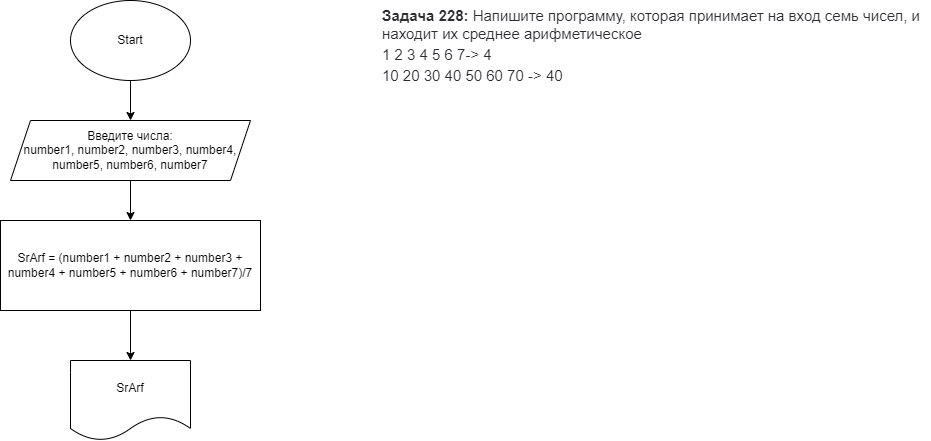 Start
Введите числа:
number1, number2, number3, number4,
number5, number6, number7
SrArf = (number1 + number2 + number3 +
number4 + number5 + number6 + number7)/7
SrArf
Задача 228: Напишите программу, которая принимает на вход семь чисел, и
находит их среднее арифметическое
1 2 3 4 5 6 7-> 4
10 20 30 40 50 60 70 -> 40